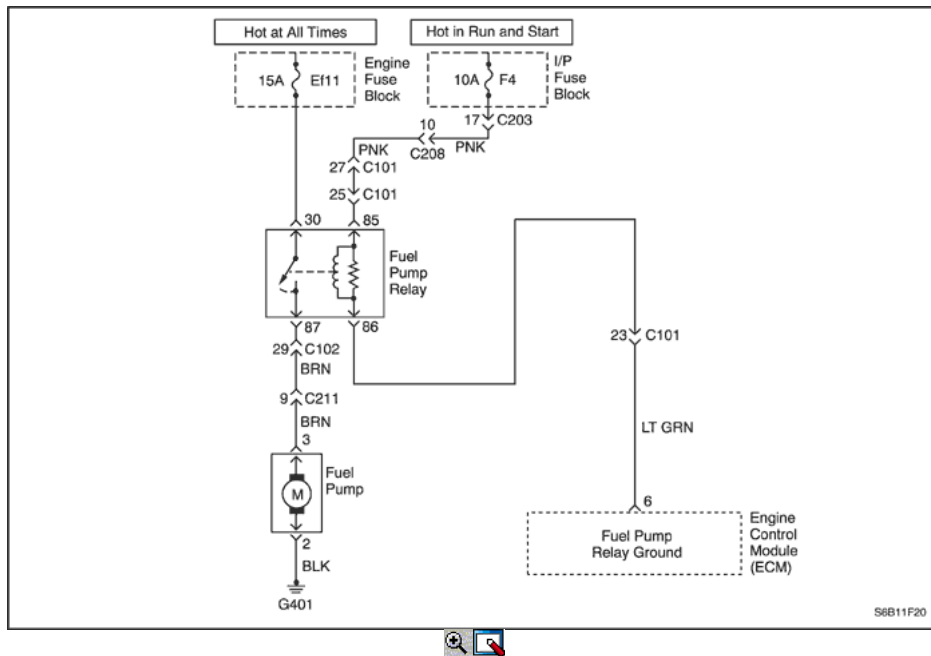 Hot at All Times
Hot in Run and Start
15A Ef11
Engine
Fuse
Block
10A F4
I/P
Fuse
Block
17 C203
10
C208
PNK
PNK
27 C101
25 C101
30
85
Fuel
Pump
Relay
87
86
29 C102
BRN
9 C211
BRN
3
M
Fuel
Pump
2
BLK
G401
23 C101
LT GRN
6
Fuel Pump
Relay Ground
Engine
Control
Module
(ECM)
S6B11F20